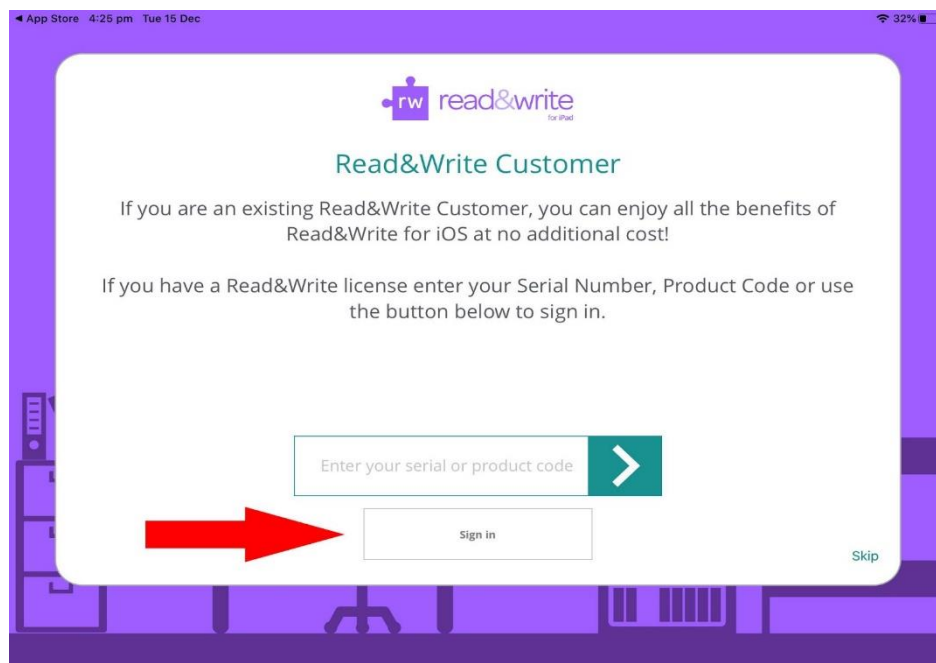 ◀ App Store 4:25 pm Tue 15 Dec 32%
rw read&write
for iPad
Read&Write Customer
If you are an existing Read&Write Customer, you can enjoy all the benefits of
Read&Write for iOS at no additional cost!
If you have a Read&Write license enter your Serial Number, Product Code or use
the button below to sign in.
Enter your serial or product code
Sign in
Skip